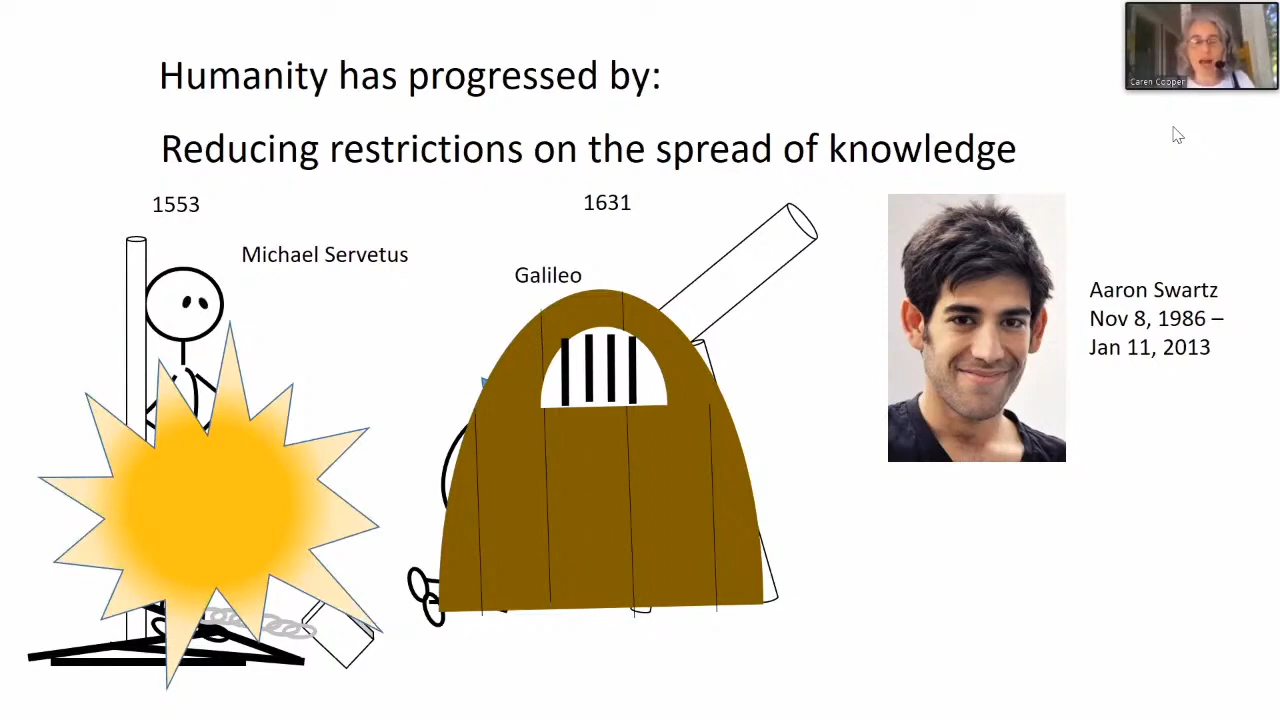 Humanity has progressed by:
Reducing restrictions on the spread of knowledge
1553
Michael Servetus
1631
Galileo
Aaron Swartz
Nov 8, 1986 –
Jan 11, 2013
Caren Cooper